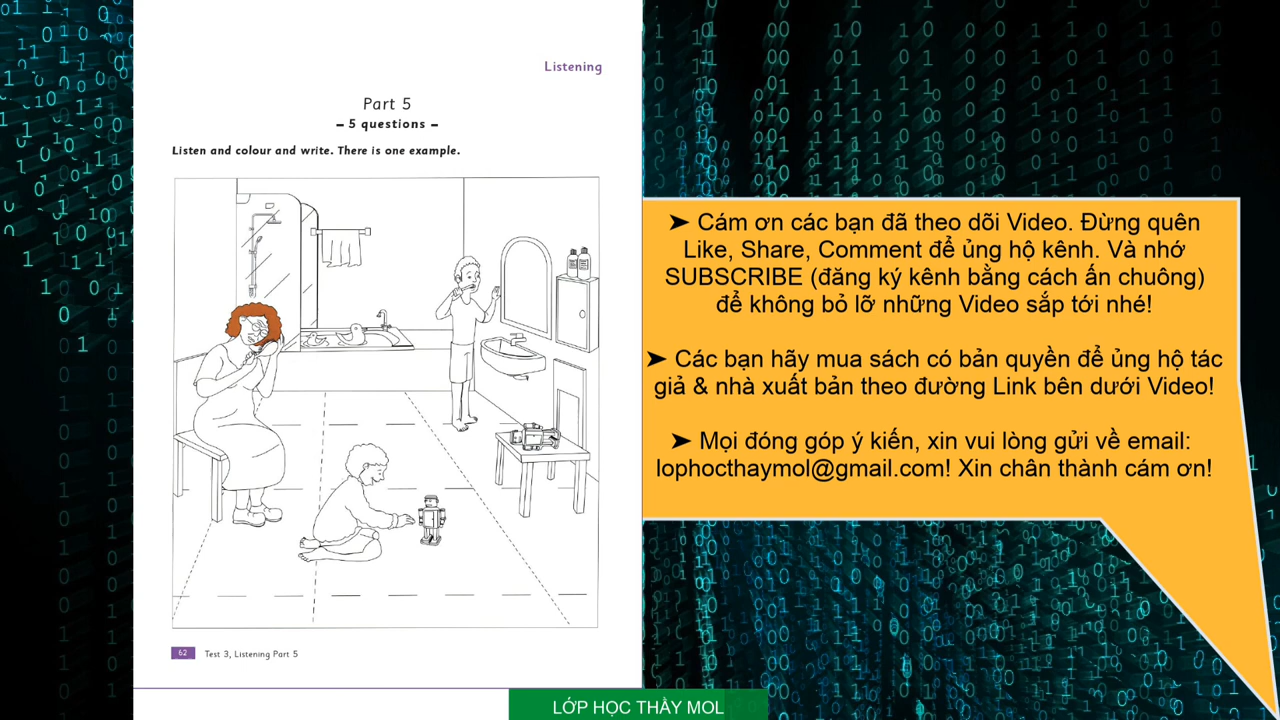 Listening
Part 5
– 5 questions –
Listen and colour and write. There is one example.
62 Test 3, Listening Part 5
➤ Cám ơn các bạn đã theo dõi Video. Đừng quên
Like, Share, Comment để ủng hộ kênh. Và nhớ
SUBSCRIBE (đăng ký kênh bằng cách ấn chuông)
để không bỏ lỡ những Video sắp tới nhé!
➤ Các bạn hãy mua sách có bản quyền để ủng hộ tác
giả & nhà xuất bản theo đường Link bên dưới Video!
➤ Mọi đóng góp ý kiến, xin vui lòng gửi về email:
lophocthaymol@gmail.com! Xin chân thành cám ơn!
LỚP HỌC THẦY MOL